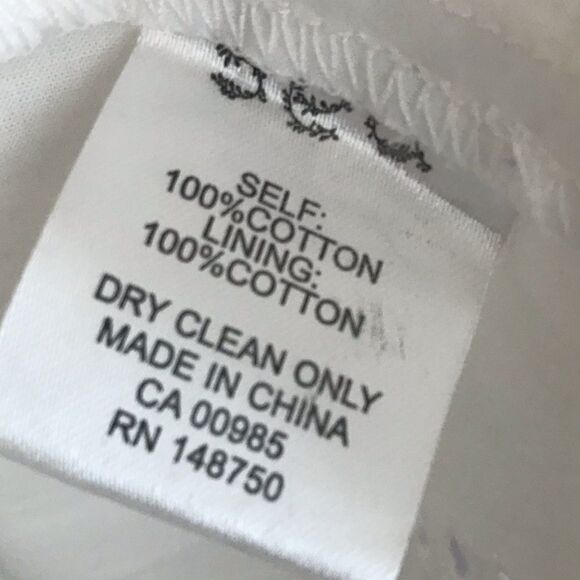 SELF:
100%COTTON
LINING:
100%COTTON
DRY CLEAN ONLY
MADE IN CHINA
CA 00985
RN 148750